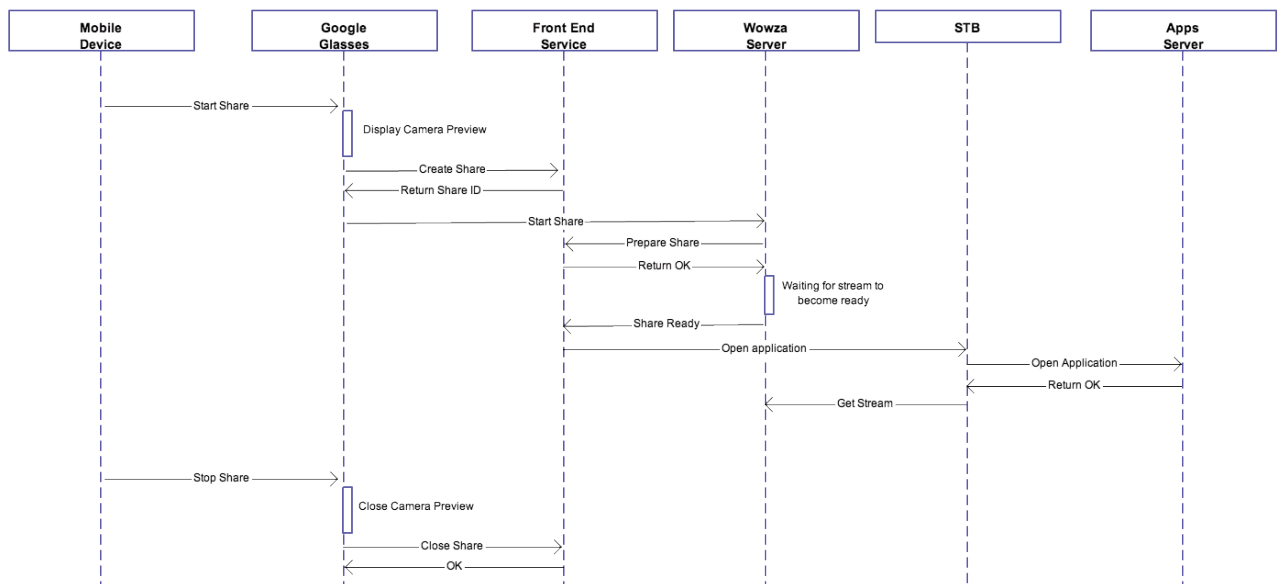 Mobile
Device
Google
Glasses
Front End
Service
Wowza
Server
STB
Apps
Server
Start Share
Display Camera Preview
Create Share
Return Share ID
Start Share
Prepare Share
Return OK
Waiting for stream to
become ready
Share Ready
Open application
Open Application
Return OK
Get Stream
Stop Share
Close Camera Preview
Close Share
OK